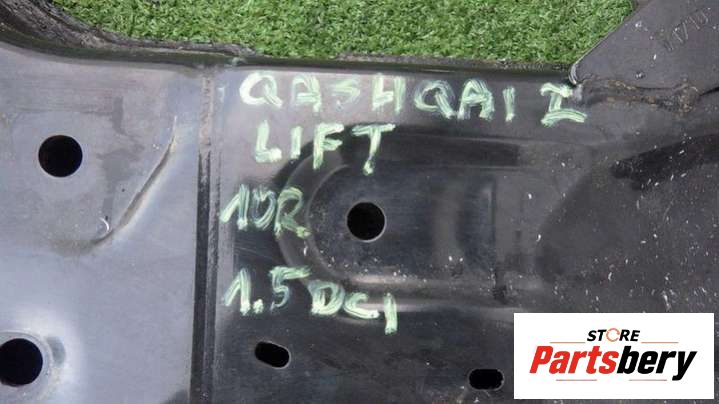 QASHQAI I
LIFT
10R
1.5 DCI
STORE
Partsbery